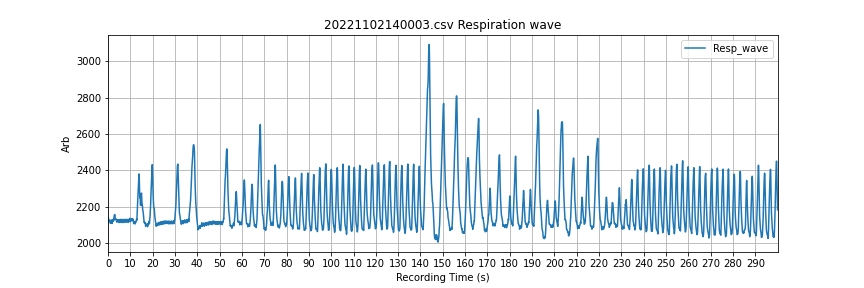 20221102140003.csv Respiration wave
Resp_wave
3000
2800
2600
2400
2200
2000
Arb
0 10 20 30 40 50 60 70 80 90 100 110 120 130 140 150 160 170 180 190 200 210 220 230 240 250 260 270 280 290
Recording Time (s)